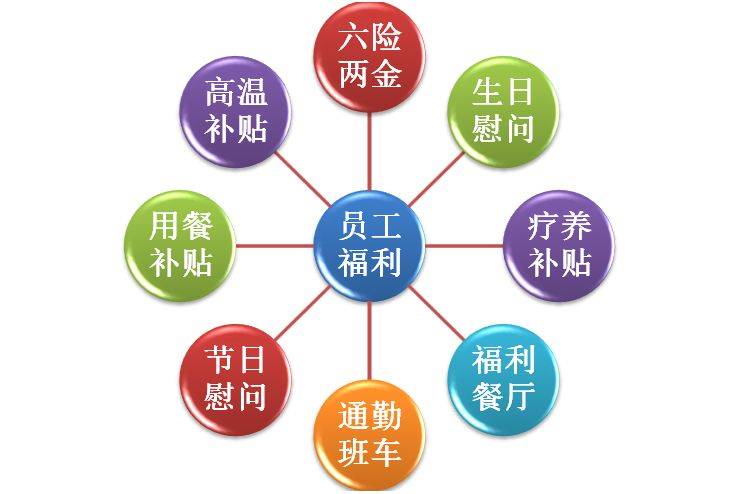 六险
两金
生日
慰问
疗养
补贴
福利
餐厅
通勤
班车
节日
慰问
用餐
补贴
高温
补贴
员工
福利